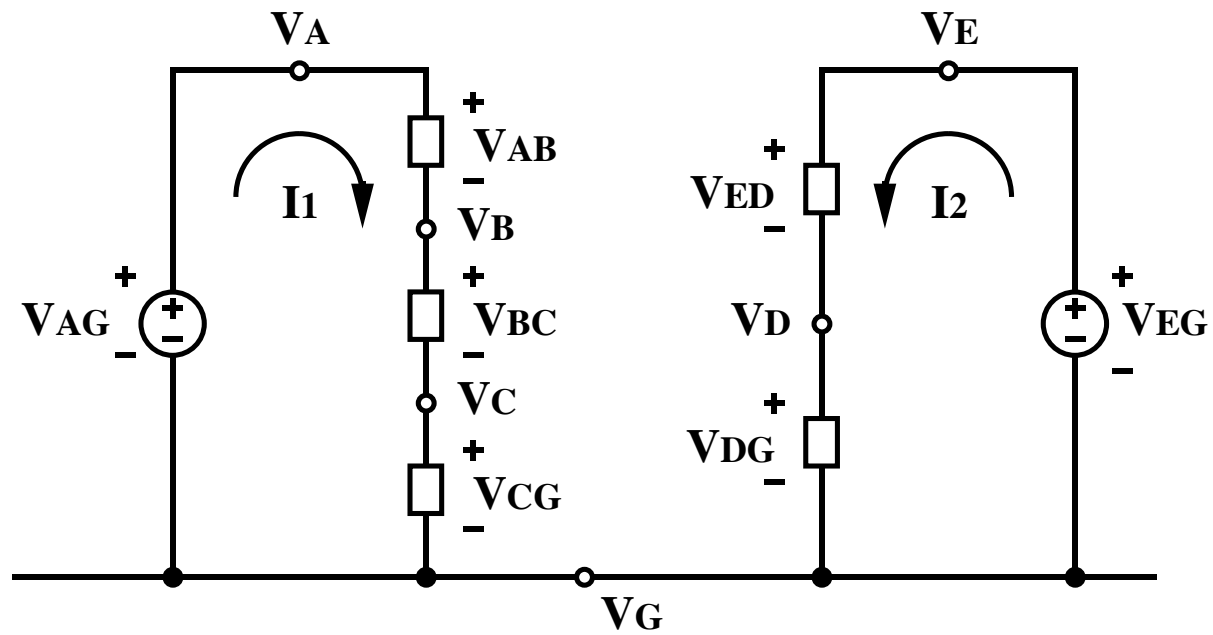 VA
VE
+
VAB
−
+
VED
−
I1
I2
VB
+
VAG
−
+
−
+
VBC
−
VD
+
−
+
VEG
−
VC
+
VCG
−
+
VDG
−
VG